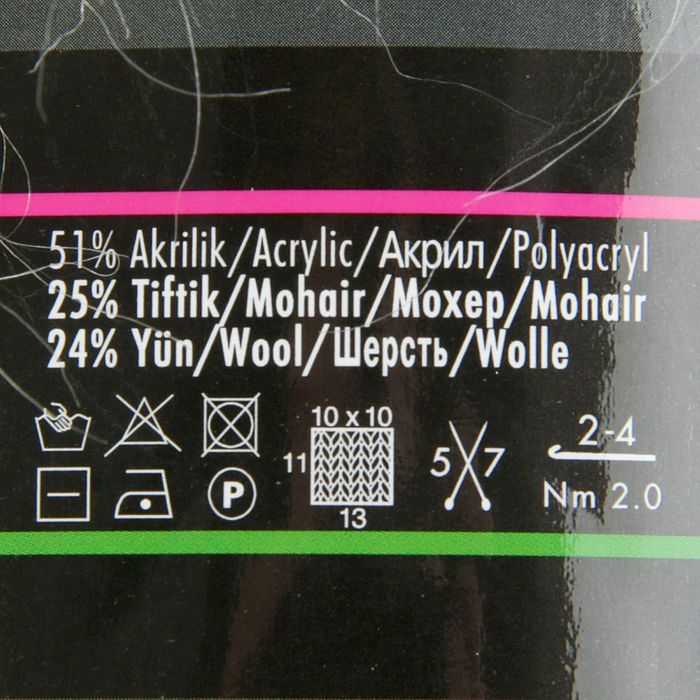 51% Akrilik/Acrylic/Акрил/Polyacryl
25% Tiftik/Mohair/Мохер/Mohair
24% Yün/Wool/Шерсть/Wolle
10 x 10
11
13
5 7
2-4
Nm 2.0
P